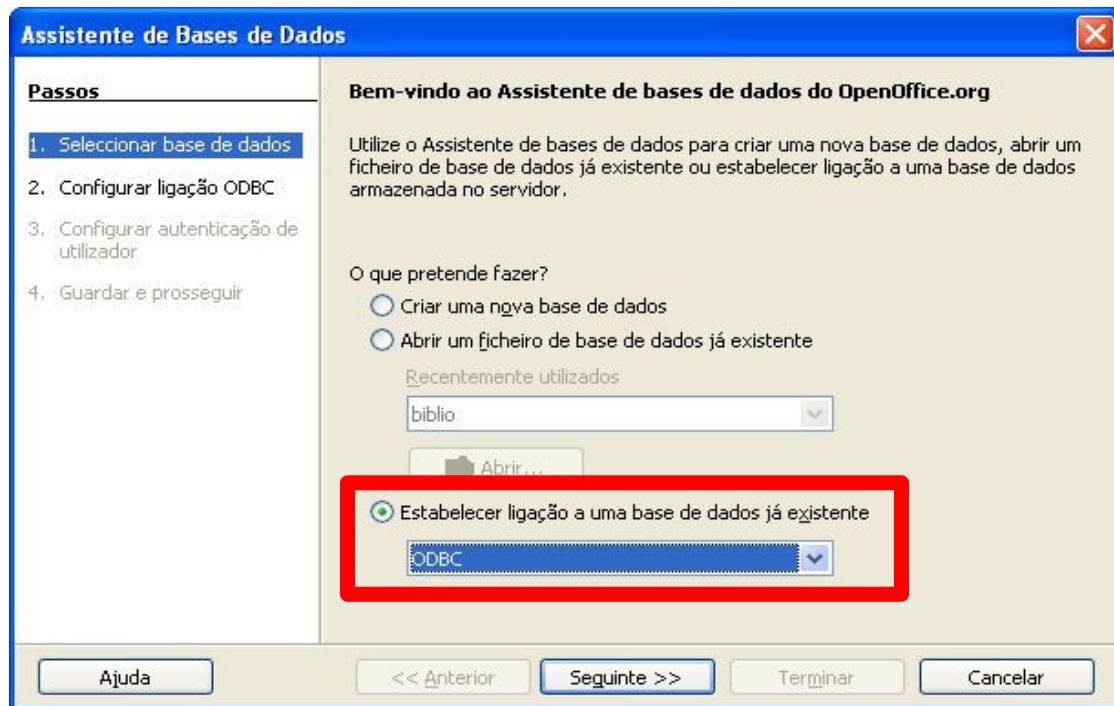 Assistente de Bases de Dados
Passos
1. Seleccionar base de dados
2. Configurar ligação ODBC
3. Configurar autenticação de
utilizador
4. Guardar e prosseguir
Bem-vindo ao Assistente de bases de dados do OpenOffice.org
Utilize o Assistente de bases de dados para criar uma nova base de dados, abrir um
ficheiro de base de dados já existente ou estabelecer ligação a uma base de dados
armazenada no servidor.
O que pretende fazer?
Criar uma nova base de dados
Abrir um ficheiro de base de dados já existente
Recentemente utilizados
biblio
Abrir...
Estabelecer ligação a uma base de dados já existente
ODBC
Ajuda
<< Anterior
Seguinte >>
Terminar
Cancelar